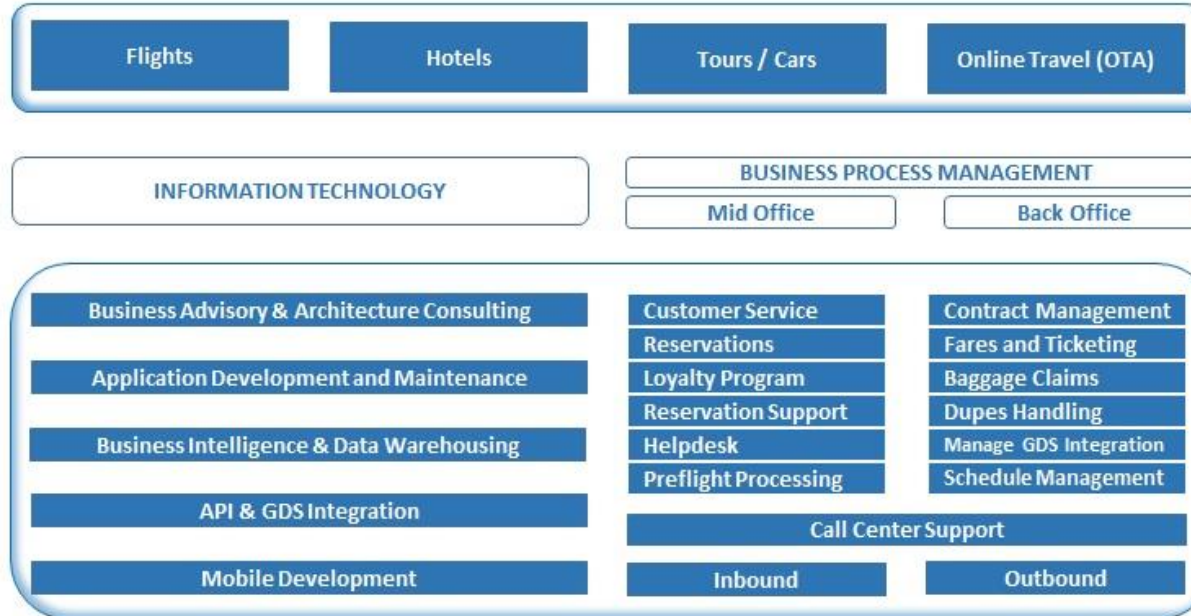 Flights
Hotels
Tours / Cars
Online Travel (OTA)
INFORMATION TECHNOLOGY
BUSINESS PROCESS MANAGEMENT
Mid Office
Back Office
Business Advisory & Architecture Consulting
Application Development and Maintenance
Business Intelligence & Data Warehousing
API & GDS Integration
Mobile Development
Customer Service
Reservations
Loyalty Program
Reservation Support
Helpdesk
Preflight Processing
Contract Management
Fares and Ticketing
Baggage Claims
Dupes Handling
Manage GDS Integration
Schedule Management
Call Center Support
Inbound
Outbound